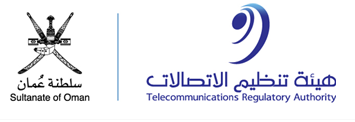 سلطنة عُمان
Sultanate of Oman
هيئة تنظيم الاتصالات
Telecommunications Regulatory Authority